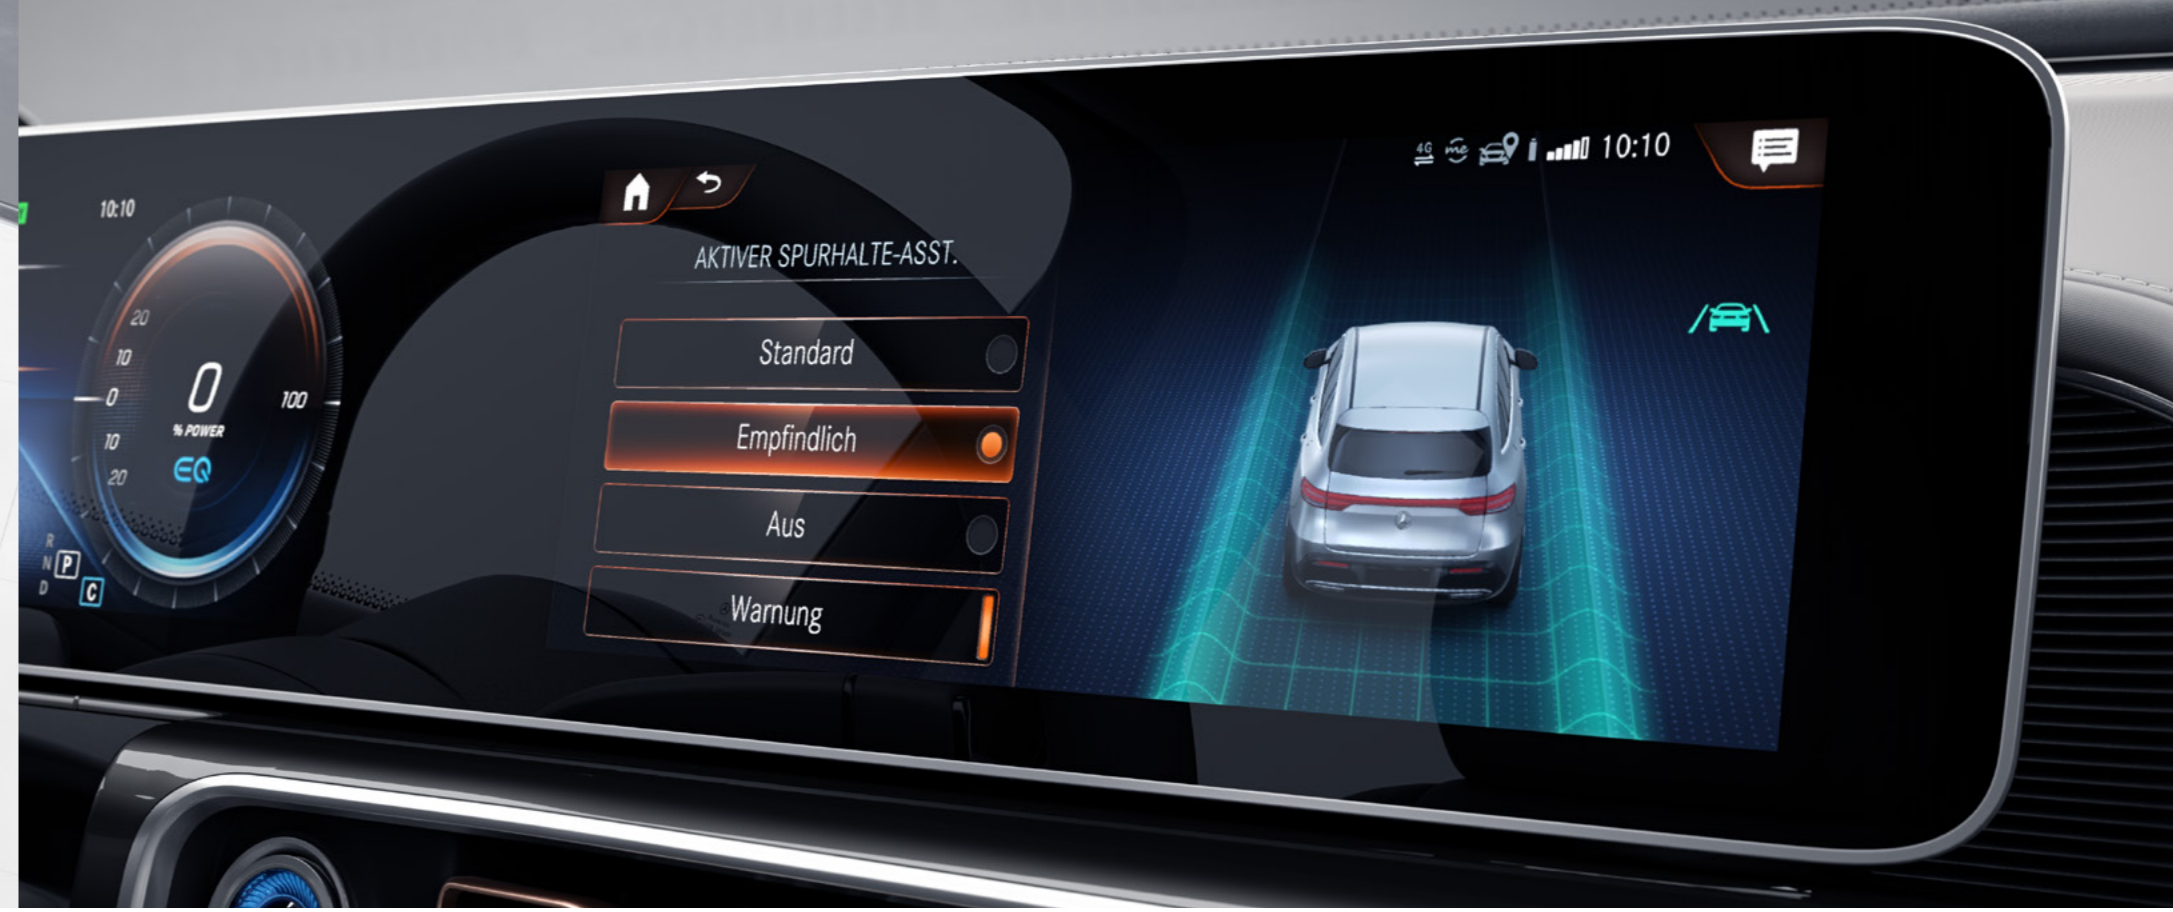 10:10
20
10
0
10
20
0
% POWER
EQ
100
R
N
P
D
C
AKTIVER SPURHALTE-ASST.
Standard
Empfindlich
Aus
Warnung
4G
me
10:10